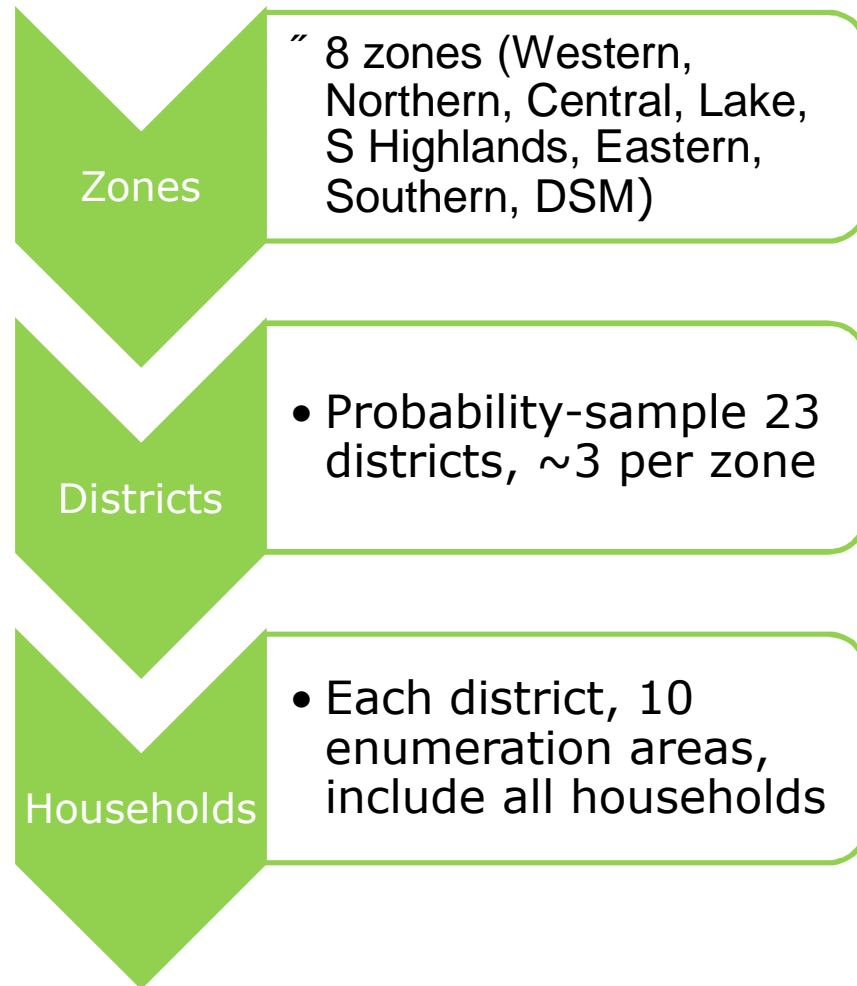 Zones
˝ 8 zones (Western,
Northern, Central, Lake,
S Highlands, Eastern,
Southern, DSM)
Districts
• Probability-sample 23
districts, ~3 per zone
Households
• Each district, 10
enumeration areas,
include all households